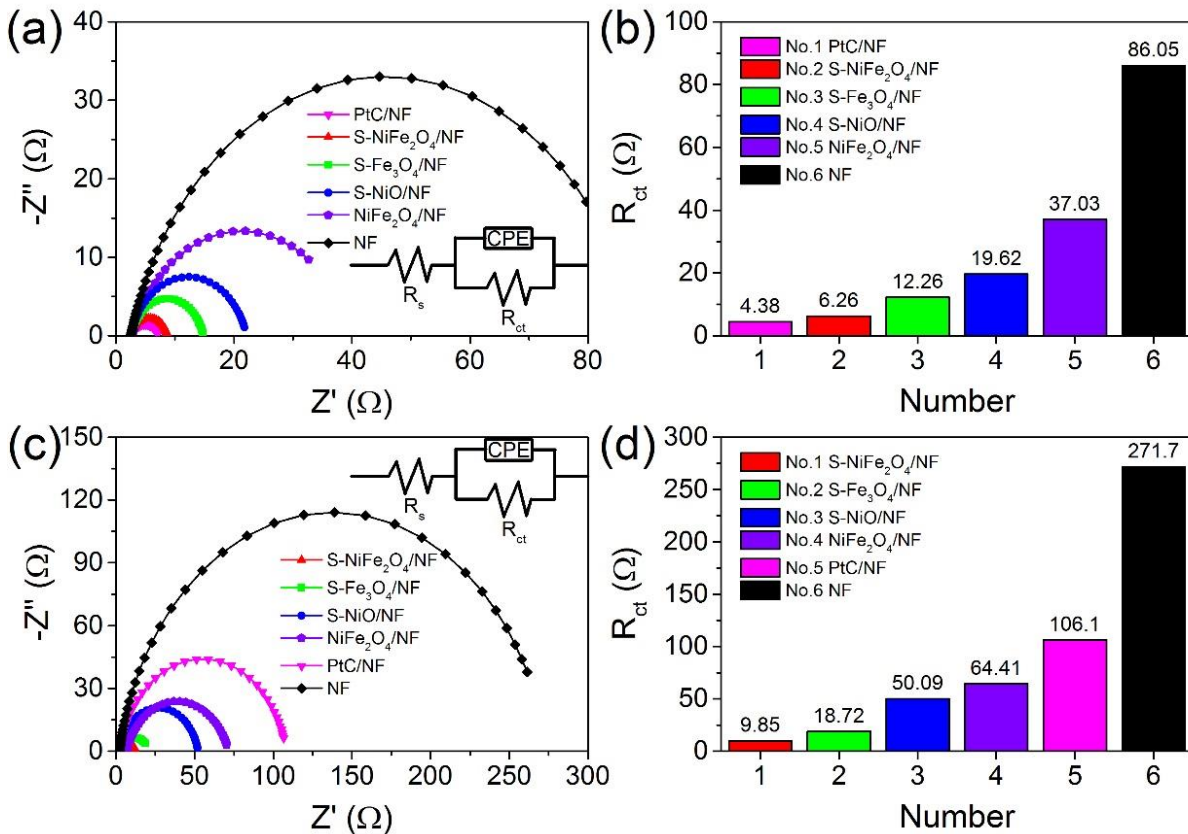 (a)
40
30
20
10
0
-Z" (Ω)
PtC/NF
S-NiFe₂O₄/NF
S-Fe₃O₄/NF
S-NiO/NF
NiFe₂O₄/NF
NF
CPE
Rₛ
R_ct
0 20 40 60 80
Z' (Ω)
(b)
100
80
60
40
20
0
R_ct (Ω)
No.1 PtC/NF
No.2 S-NiFe₂O₄/NF
No.3 S-Fe₃O₄/NF
No.4 S-NiO/NF
No.5 NiFe₂O₄/NF
No.6 NF
4.38 6.26 12.26 19.62 37.03 86.05
1 2 3 4 5 6
Number
(c)
150
120
90
60
30
0
-Z" (Ω)
CPE
Rₛ
R_ct
S-NiFe₂O₄/NF
S-Fe₃O₄/NF
S-NiO/NF
NiFe₂O₄/NF
PtC/NF
NF
0 50 100 150 200 250 300
Z' (Ω)
(d)
300
250
200
150
100
50
0
R_ct (Ω)
No.1 S-NiFe₂O₄/NF
No.2 S-Fe₃O₄/NF
No.3 S-NiO/NF
No.4 NiFe₂O₄/NF
No.5 PtC/NF
No.6 NF
9.85 18.72 50.09 64.41 106.1 271.7
1 2 3 4 5 6
Number